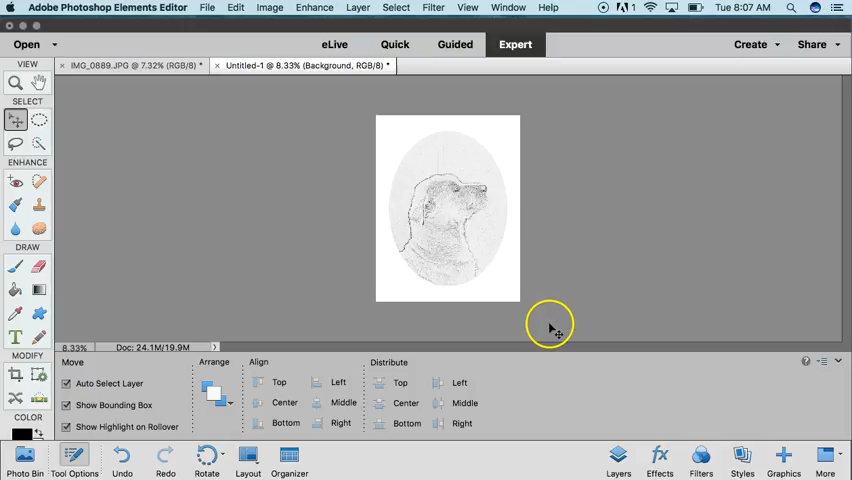 Adobe Photoshop Elements Editor File Edit Image Enhance Layer Select Filter View Window Help 1 Tue 8:07 AM
Open eLive Quick Guided Expert Create Share
× IMG_0889.JPG @ 7.32% (RGB/8) * × Untitled-1 @ 8.33% (Background, RGB/8) *
VIEW
SELECT
ENHANCE
DRAW
T
8.33% Doc: 24.1M/19.9M
MODIFY
Move Arrange Align Distribute
Auto Select Layer Top Left Top Left
Show Bounding Box Center Middle Center Middle
Show Highlight on Rollover Bottom Right Bottom Right
COLOR
Photo Bin Tool Options Undo Redo Rotate Layout Organizer Layers Effects Filters Styles Graphics More